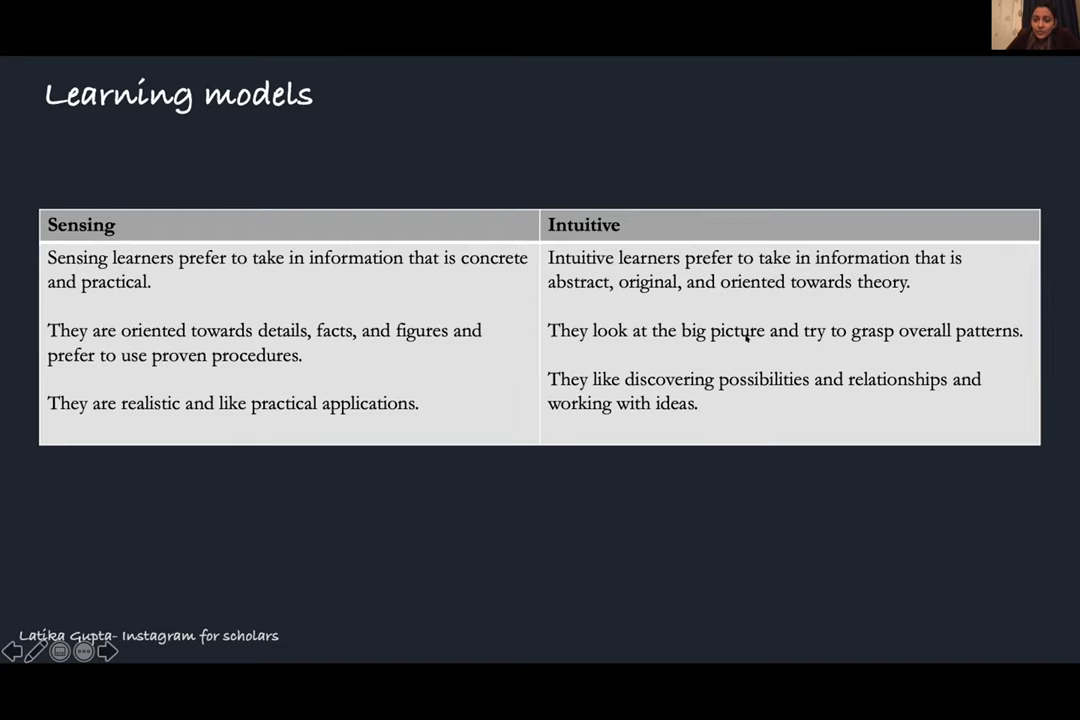 Learning models
Sensing
Sensing learners prefer to take in information that is concrete
and practical.
They are oriented towards details, facts, and figures and
prefer to use proven procedures.
They are realistic and like practical applications.
Intuitive
Intuitive learners prefer to take in information that is
abstract, original, and oriented towards theory.
They look at the big picture and try to grasp overall patterns.
They like discovering possibilities and relationships and
working with ideas.
Latika Gupta- Instagram for scholars